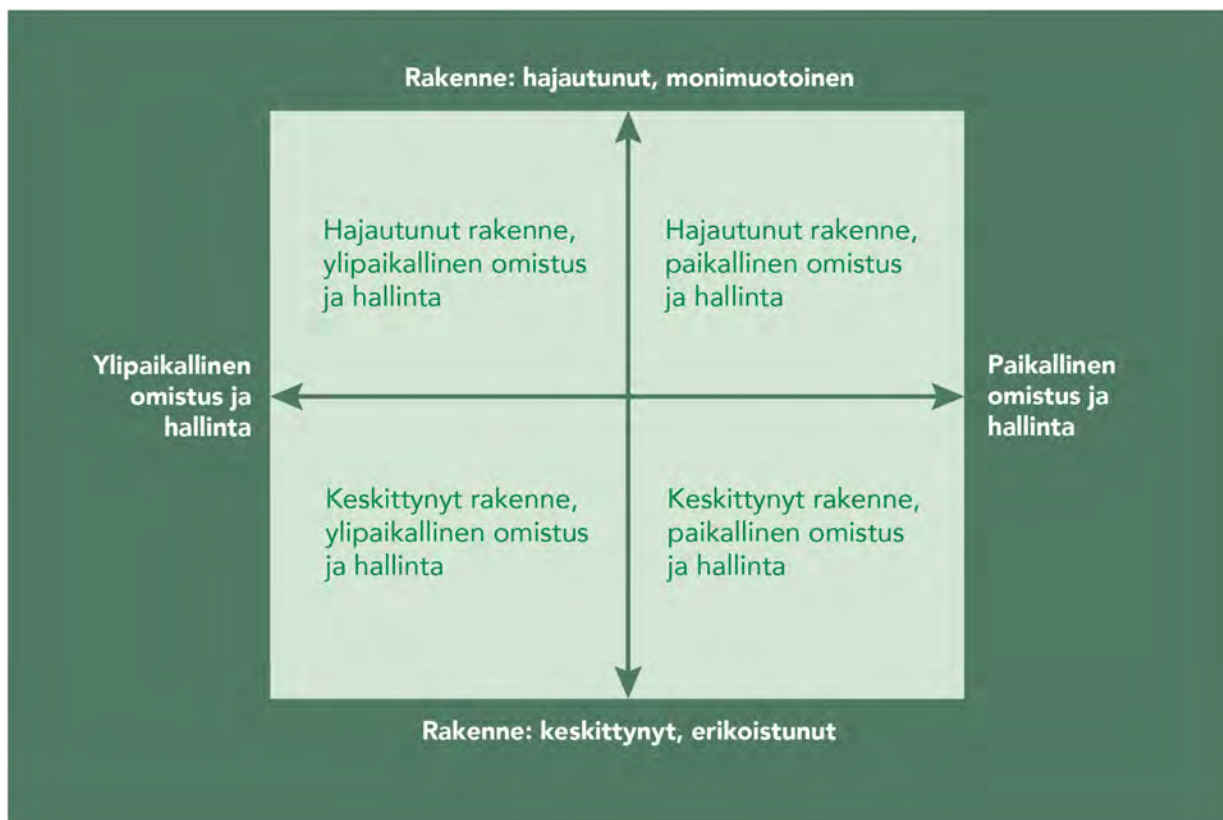 Rakenne: hajautunut, monimuotoinen
Hajautunut rakenne,
ylipaikallinen omistus
ja hallinta
Hajautunut rakenne,
paikallinen omistus
ja hallinta
Ylipaikallinen
omistus ja
hallinta
Paikallinen
omistus ja
hallinta
Keskittynyt rakenne,
ylipaikallinen omistus
ja hallinta
Keskittynyt rakenne,
paikallinen omistus
ja hallinta
Rakenne: keskittynyt, erikoistunut